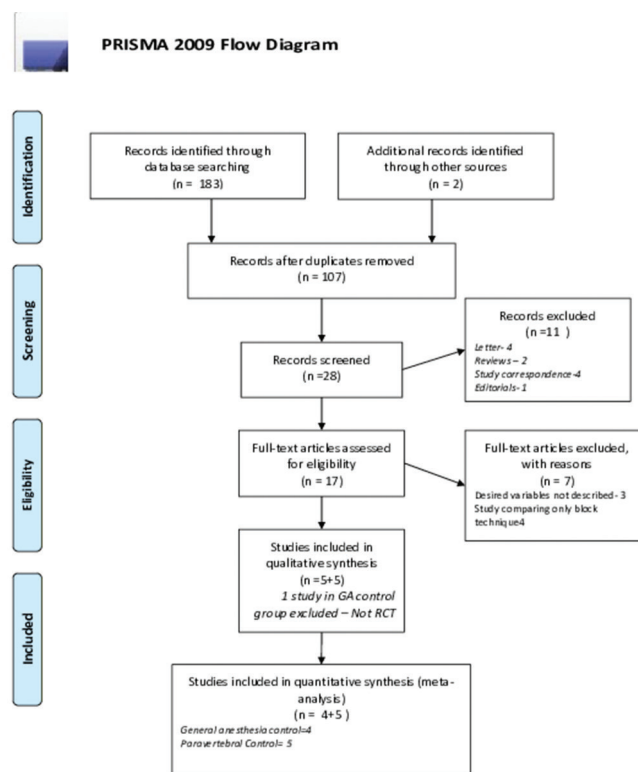 PRISMA 2009 Flow Diagram
Identification
Records identified through
database searching
(n = 183)
Additional records identified
through other sources
(n = 2)
Records after duplicates removed
(n = 107)
Screening
Records screened
(n =28)
Records excluded
(n =11 )
Letter- 4
Reviews – 2
Study correspondence-4
Editorials- 1
Eligibility
Full-text articles assessed
for eligibility
(n = 17)
Full-text articles excluded,
with reasons
(n = 7)
Desired variables not described- 3
Study comparing only block
technique4
Studies included in
qualitative synthesis
(n =5+5)
1 study in GA control
group excluded – Not RCT
Included
Studies included in quantitative synthesis (meta-
analysis)
(n = 4+5 )
General anesthesia control=4
Paravertebral Control= 5